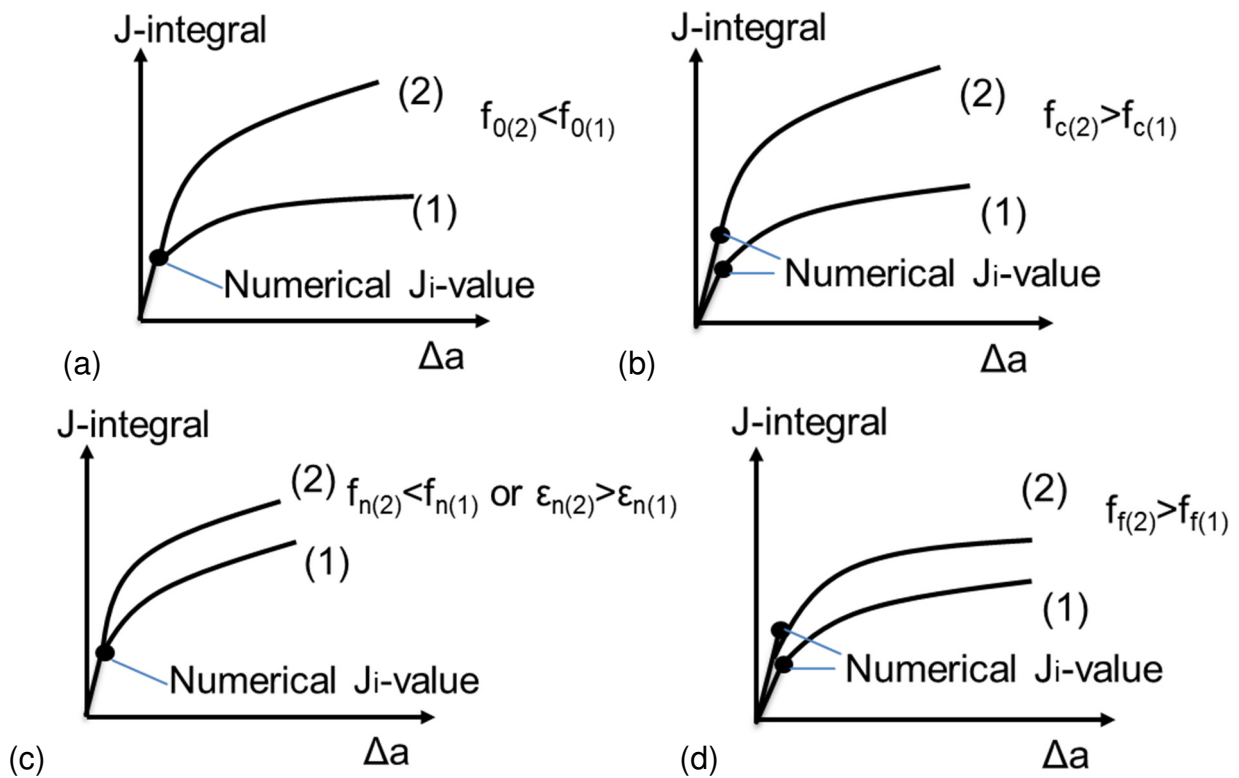 J-integral
(2)
f0(2)<f0(1)
(1)
Numerical Ji-value
Δa
(a)
J-integral
(2)
fc(2)>fc(1)
(1)
Numerical Ji-value
Δa
(b)
J-integral
(2) fn(2)<fn(1) or εn(2)>εn(1)
(1)
Numerical Ji-value
Δa
(c)
J-integral
(2)
ff(2)>ff(1)
(1)
Numerical Ji-value
Δa
(d)